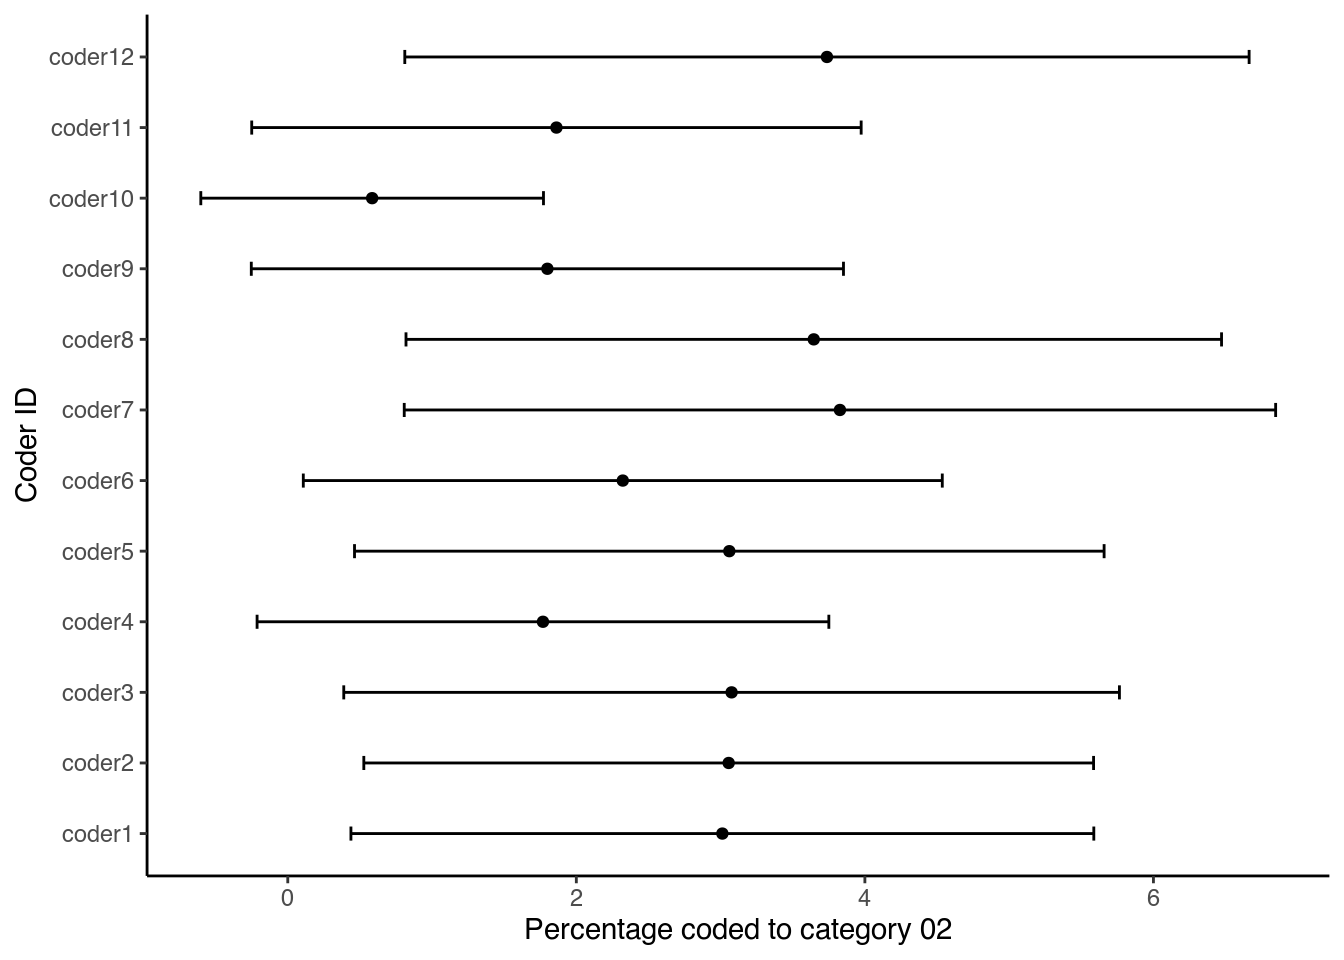 coder12
coder11
coder10
coder9
coder8
coder7
coder6
coder5
coder4
coder3
coder2
coder1
Coder ID
0 2 4 6
Percentage coded to category 02